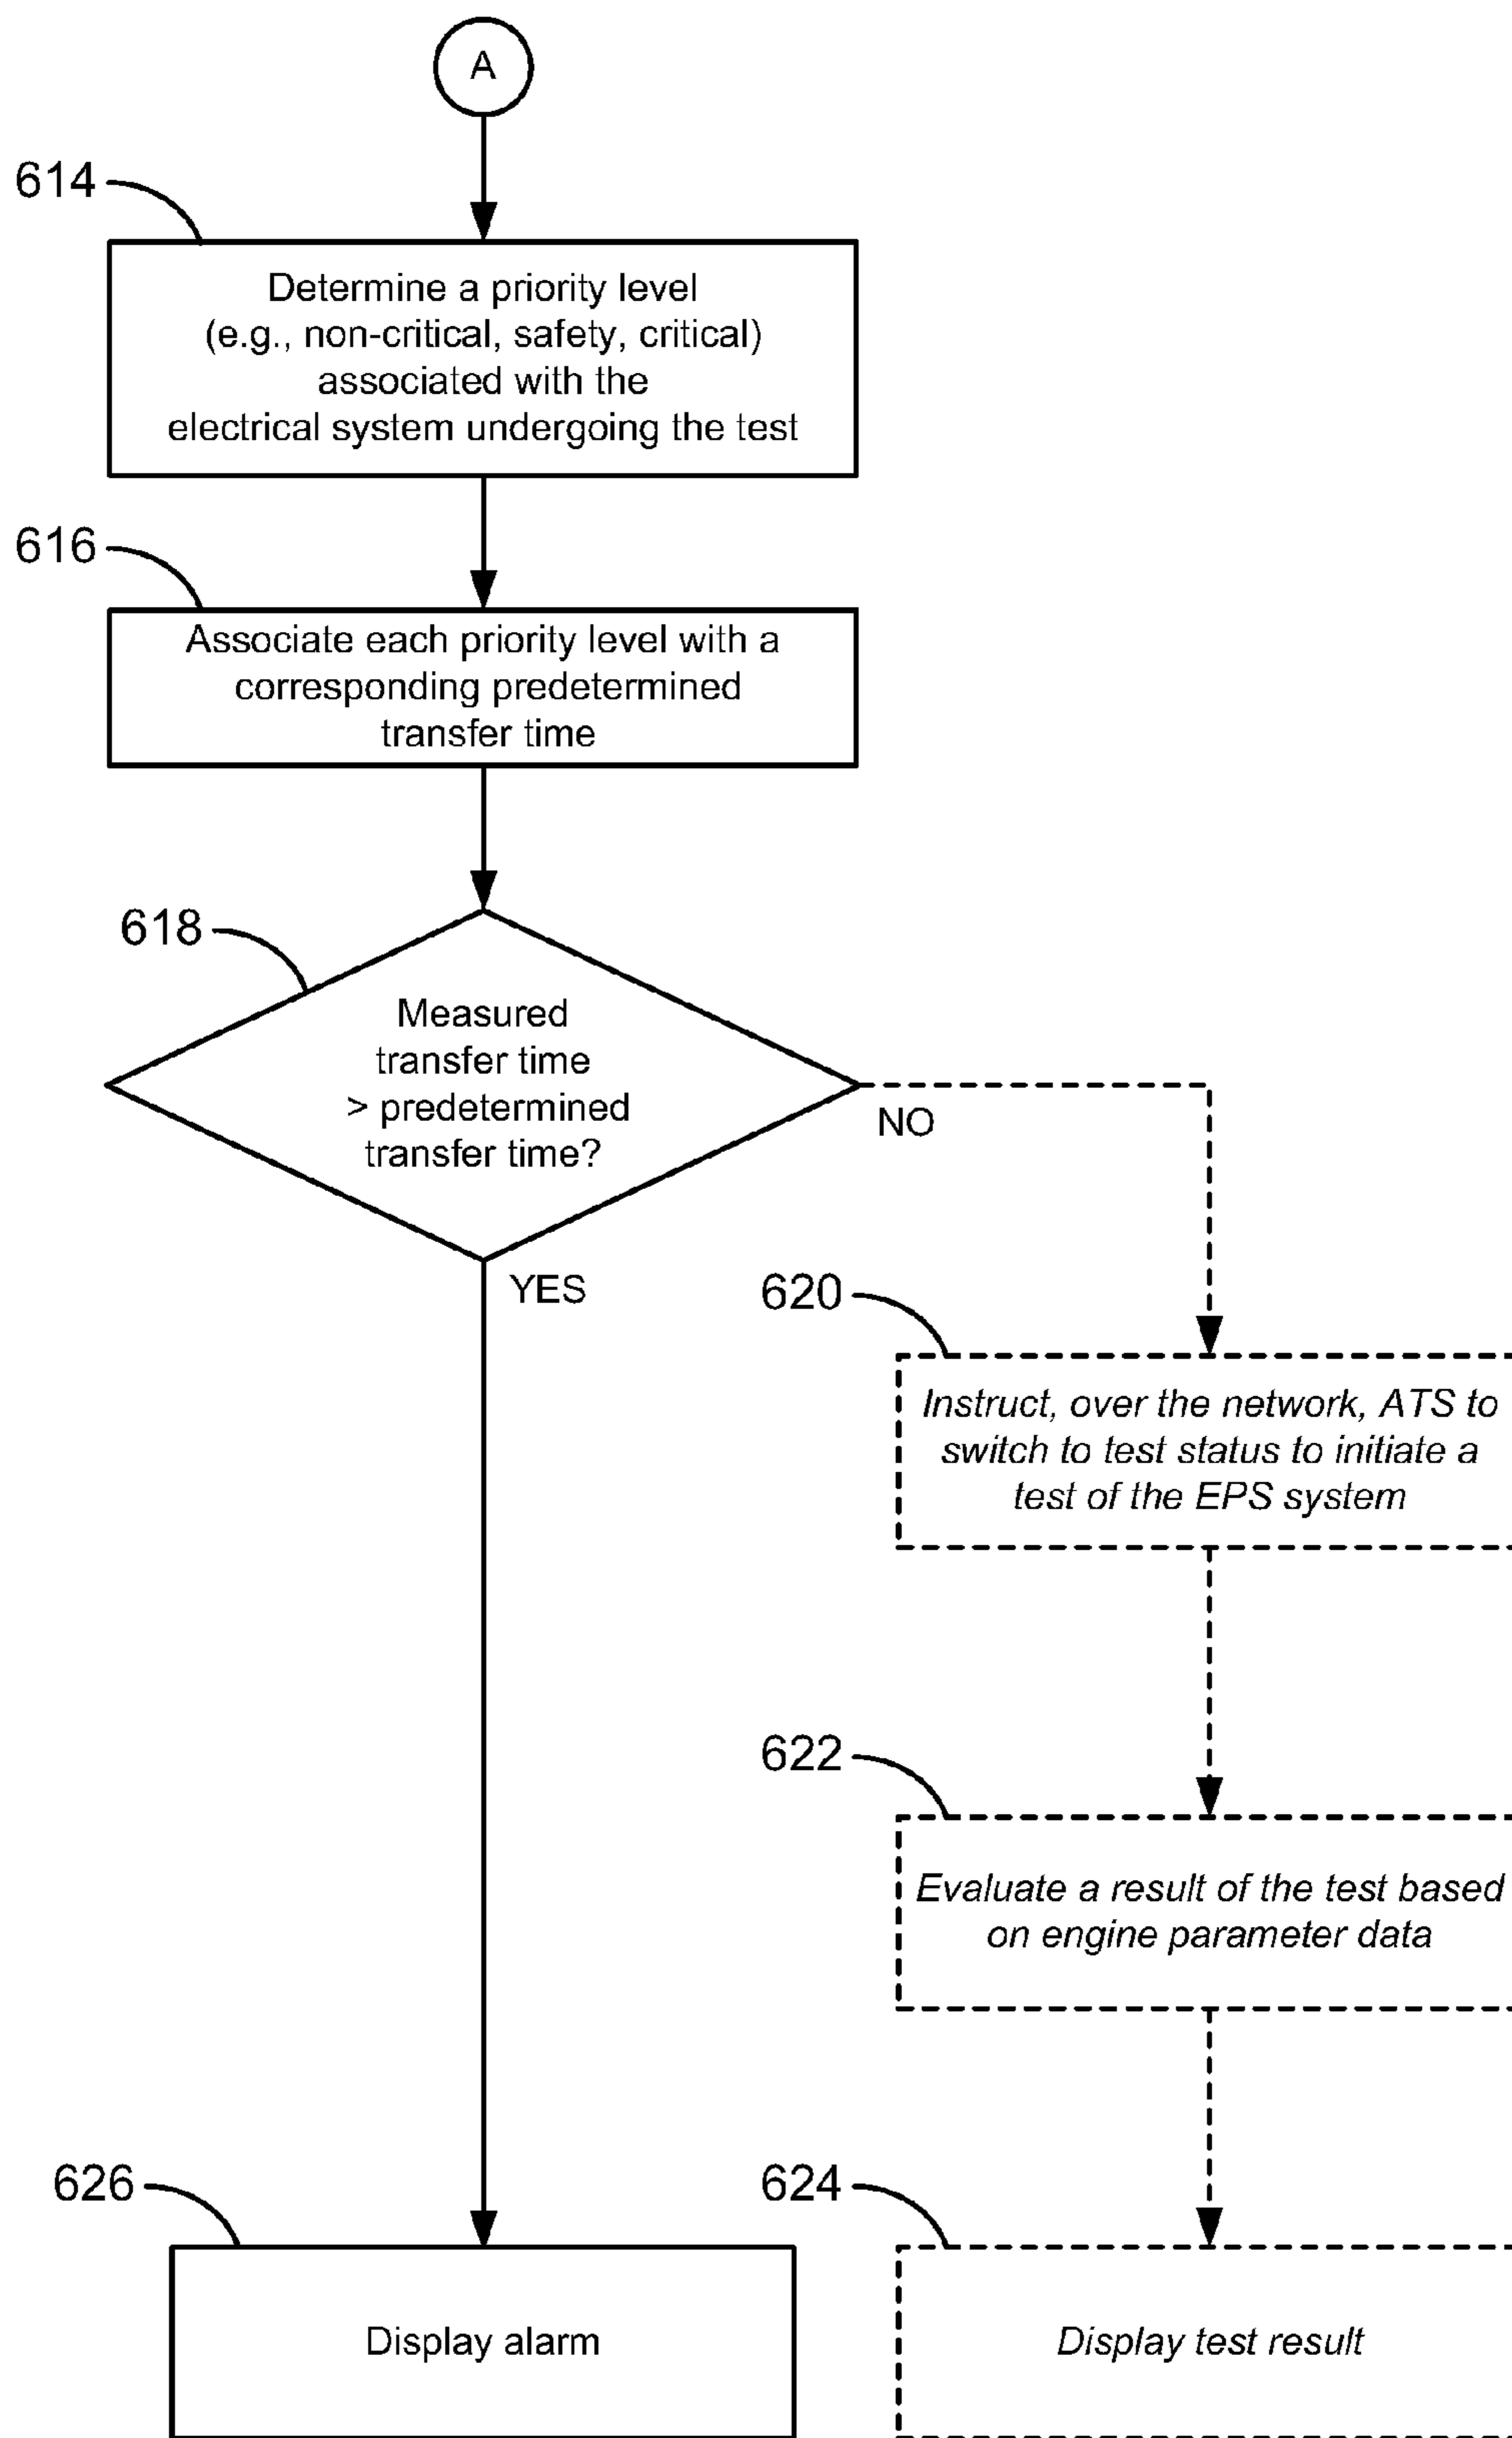 A
614
Determine a priority level
(e.g., non-critical, safety, critical)
associated with the
electrical system undergoing the test
616
Associate each priority level with a
corresponding predetermined
transfer time
618
Measured
transfer time
> predetermined
transfer time?
NO
YES
620
Instruct, over the network, ATS to
switch to test status to initiate a
test of the EPS system
622
Evaluate a result of the test based
on engine parameter data
626
Display alarm
624
Display test result